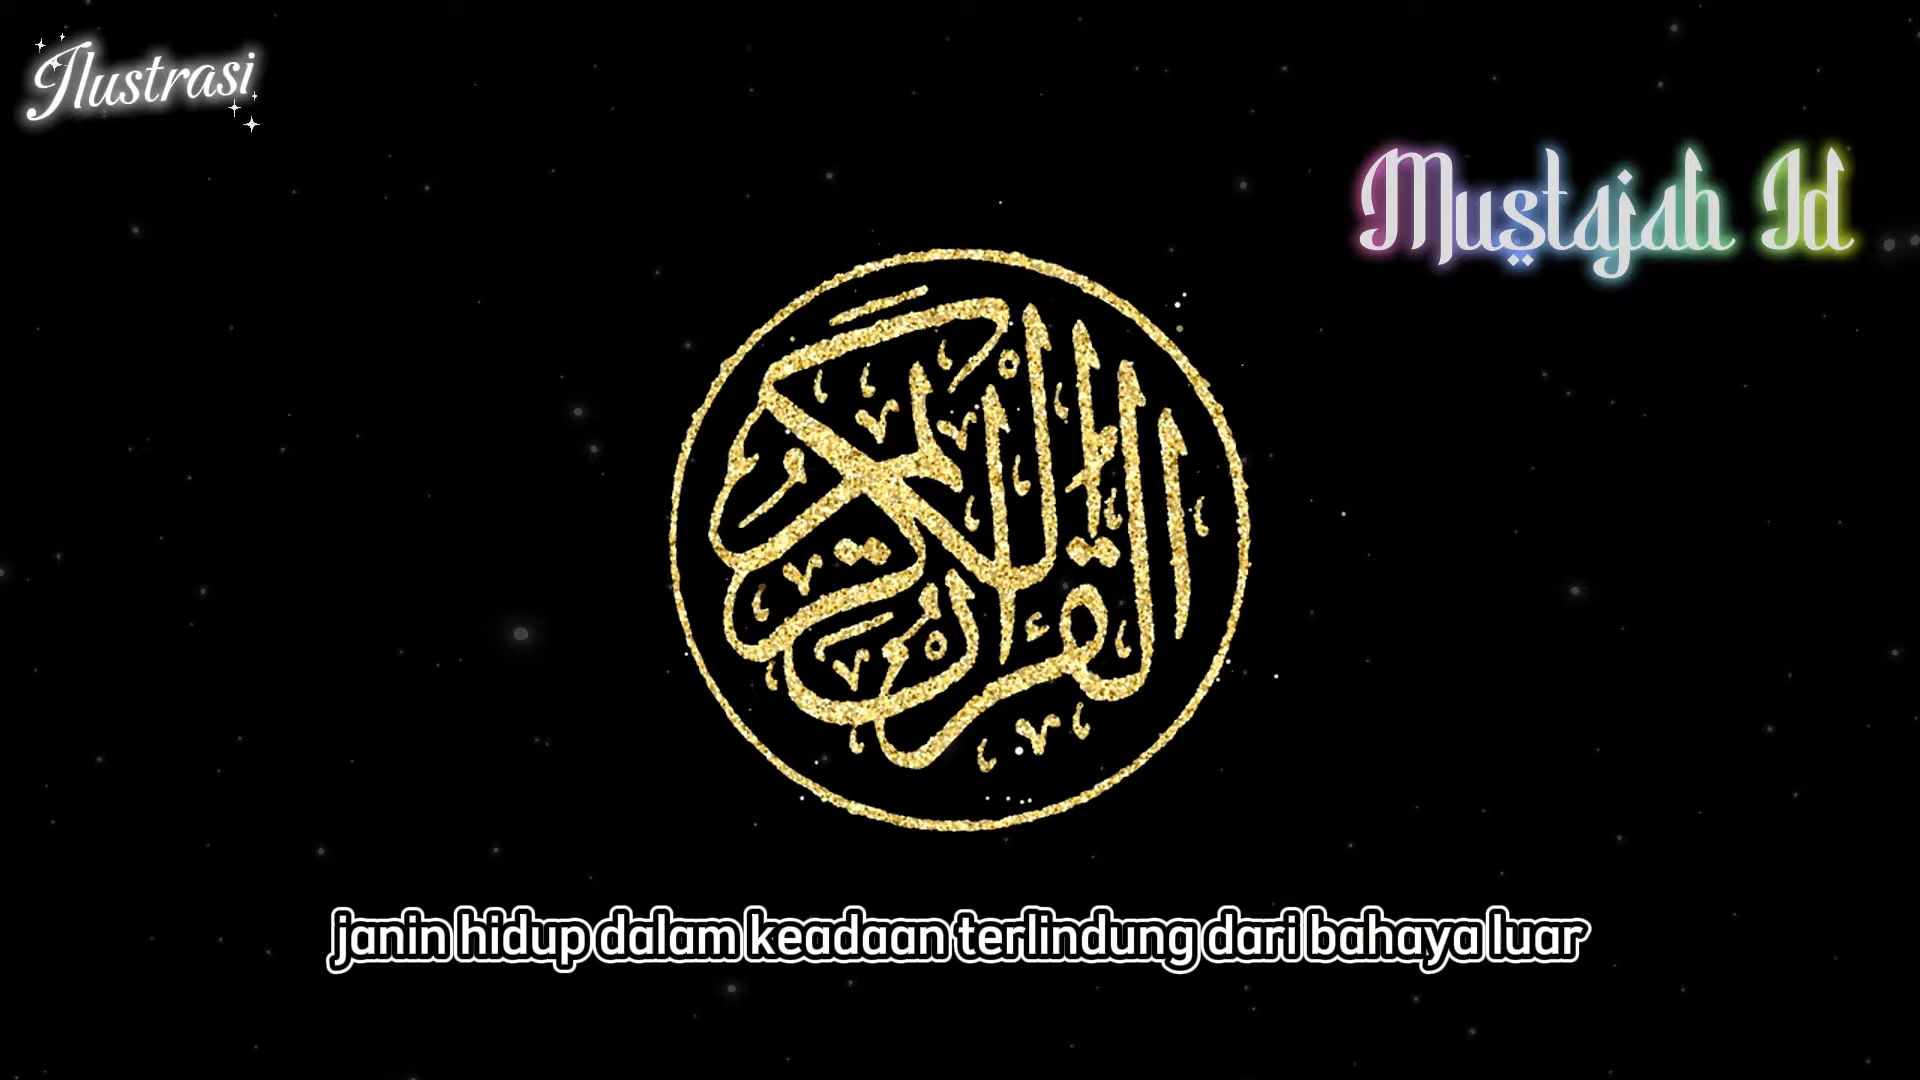 Ilustrasi
Mustajah Id
القرآن الكريم
janin hidup dalam keadaan terlindung dari bahaya luar